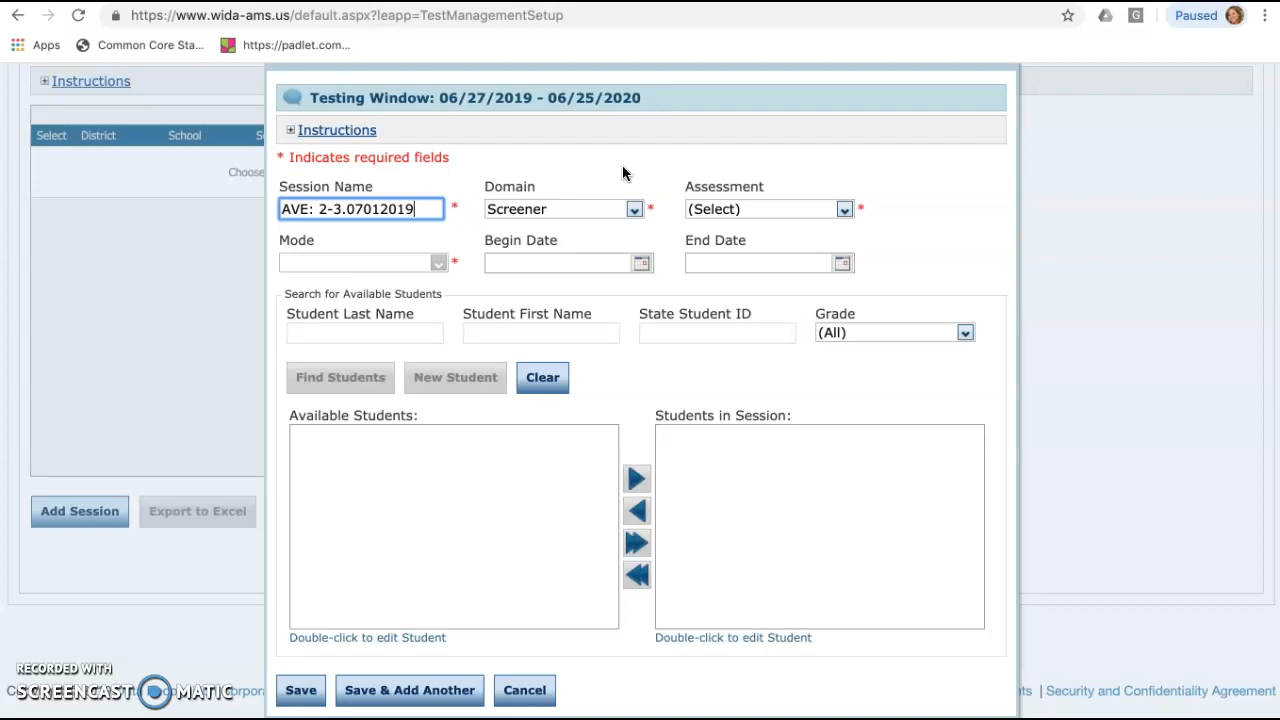 https://www.wida-ams.us/default.aspx?leapp=TestManagementSetup
G
Paused
Apps
Common Core Sta...
https://padlet.com...
Instructions
Select District School
Choose
Add Session Export to Excel
Testing Window: 06/27/2019 - 06/25/2020
Instructions
* Indicates required fields
Session Name Domain Assessment
AVE: 2-3.07012019 * Screener * (Select) *
Mode Begin Date End Date
*
Search for Available Students
Student Last Name Student First Name State Student ID Grade
(All)
Find Students New Student Clear
Available Students: Students in Session:
Double-click to edit Student Double-click to edit Student
Save Save & Add Another Cancel
RECORDED WITH
SCREENCAST MATIC
| Security and Confidentiality Agreement